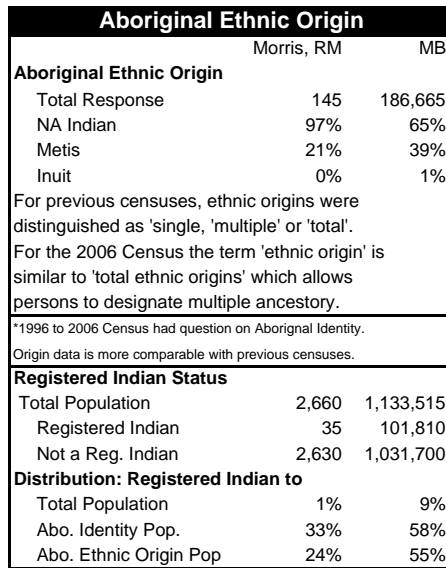 Aboriginal Ethnic Origin
Morris, RM MB
Aboriginal Ethnic Origin
Total Response 145 186,665
NA Indian 97% 65%
Metis 21% 39%
Inuit 0% 1%
For previous censuses, ethnic origins were
distinguished as 'single, 'multiple' or 'total'.
For the 2006 Census the term 'ethnic origin' is
similar to 'total ethnic origins' which allows
persons to designate multiple ancestory.
*1996 to 2006 Census had question on Aborignal Identity.
Origin data is more comparable with previous censuses.
Registered Indian Status
Total Population 2,660 1,133,515
Registered Indian 35 101,810
Not a Reg. Indian 2,630 1,031,700
Distribution: Registered Indian to
Total Population 1% 9%
Abo. Identity Pop. 33% 58%
Abo. Ethnic Origin Pop 24% 55%